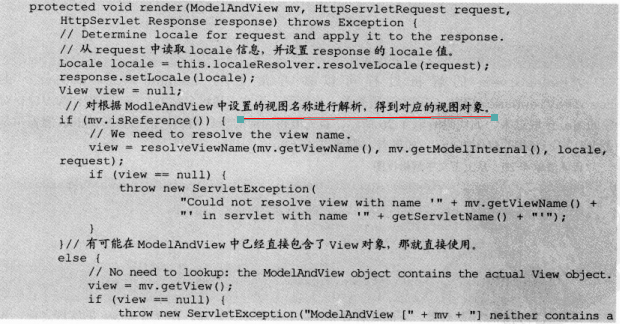 protected void render(ModelAndView mv, HttpServletRequest request,
HttpServlet Response response) throws Exception {
// Determine locale for request and apply it to the response.
// 从 request 中读取 locale 信息，并设置 response 的 locale 值。
Locale locale = this.localeResolver.resolveLocale(request);
response.setLocale(locale);
View view = null;
// 对根据 ModleAndView 中设置的视图名称进行解析，得到对应的视图对象。
if (mv.isReference()) {
// We need to resolve the view name.
view = resolveViewName(mv.getViewName(), mv.getModelInternal(), locale,
request);
if (view == null) {
throw new ServletException(
"Could not resolve view with name '" + mv.getViewName() +
"' in servlet with name '" + getServletName() + "'");
}
}// 有可能在 ModelAndView 中已经直接包含了 View 对象，那就直接使用。
else {
// No need to lookup: the ModelAndView object contains the actual View object.
view = mv.getView();
if (view == null) {
throw new ServletException("ModelAndView [" + mv + "] neither contains a